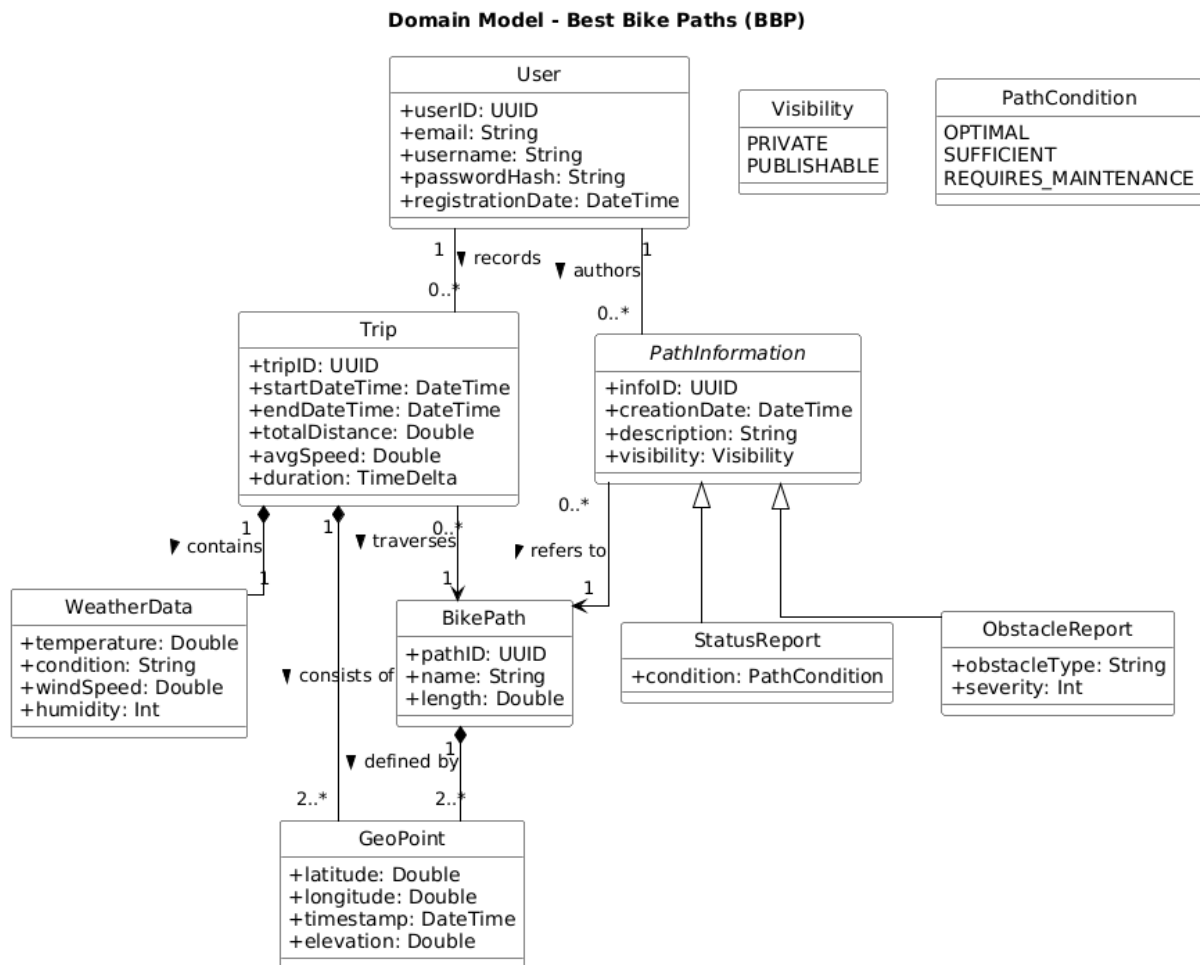 Domain Model - Best Bike Paths (BBP)
User
+userID: UUID
+email: String
+username: String
+passwordHash: String
+registrationDate: DateTime
Visibility
PRIVATE
PUBLISHABLE
PathCondition
OPTIMAL
SUFFICIENT
REQUIRES_MAINTENANCE
1
records
0..*
1
authors
0..*
Trip
+tripID: UUID
+startDateTime: DateTime
+endDateTime: DateTime
+totalDistance: Double
+avgSpeed: Double
+duration: TimeDelta
PathInformation
+infoID: UUID
+creationDate: DateTime
+description: String
+visibility: Visibility
1
contains
1
1
consists of
2..*
0..*
traverses
1
0..*
refers to
1
WeatherData
+temperature: Double
+condition: String
+windSpeed: Double
+humidity: Int
BikePath
+pathID: UUID
+name: String
+length: Double
StatusReport
+condition: PathCondition
ObstacleReport
+obstacleType: String
+severity: Int
1
defined by
2..*
GeoPoint
+latitude: Double
+longitude: Double
+timestamp: DateTime
+elevation: Double